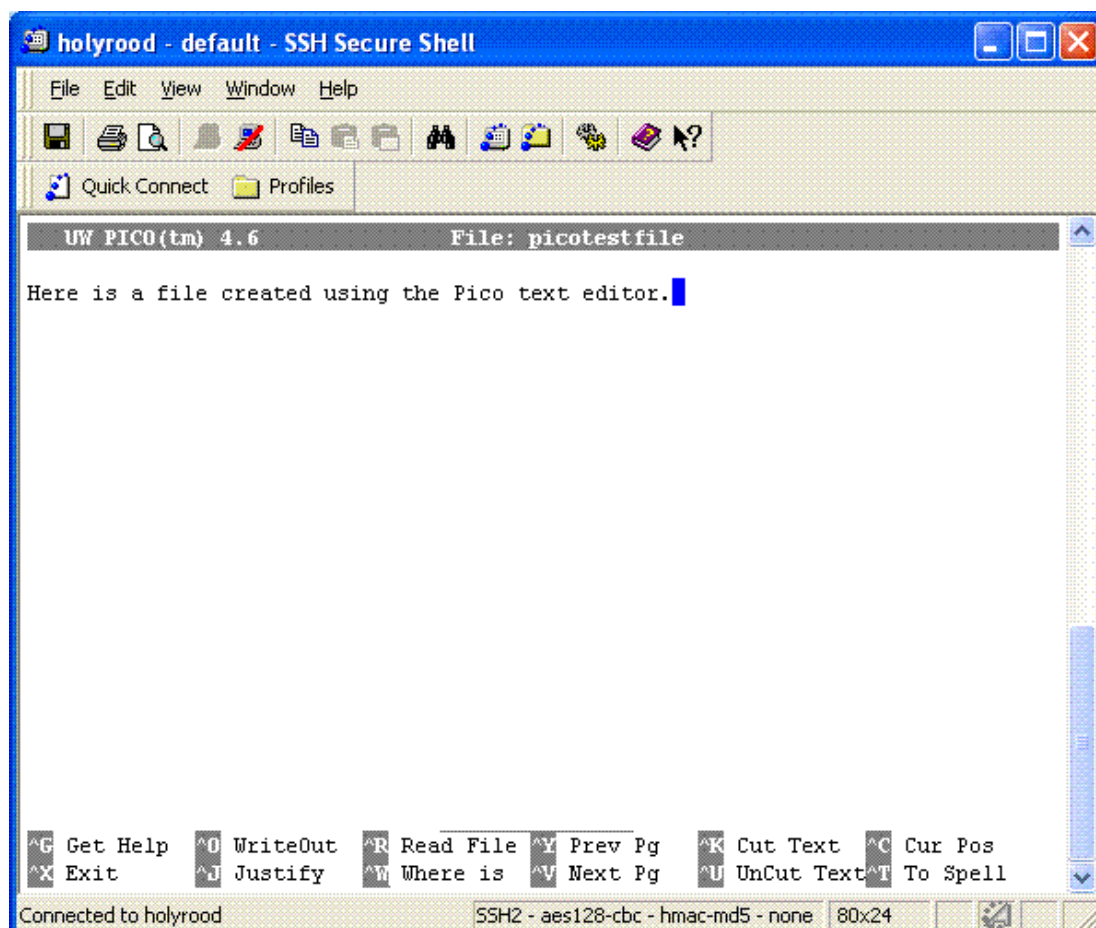 holyrood - default - SSH Secure Shell
File Edit View Window Help
Quick Connect Profiles
UW PICO(tm) 4.6 File: picotestfile
Here is a file created using the Pico text editor.
^G Get Help ^O WriteOut ^R Read File ^Y Prev Pg ^K Cut Text ^C Cur Pos
^X Exit ^J Justify ^W Where is ^V Next Pg ^U UnCut Text ^T To Spell
Connected to holyrood SSH2 - aes128-cbc - hmac-md5 - none 80x24